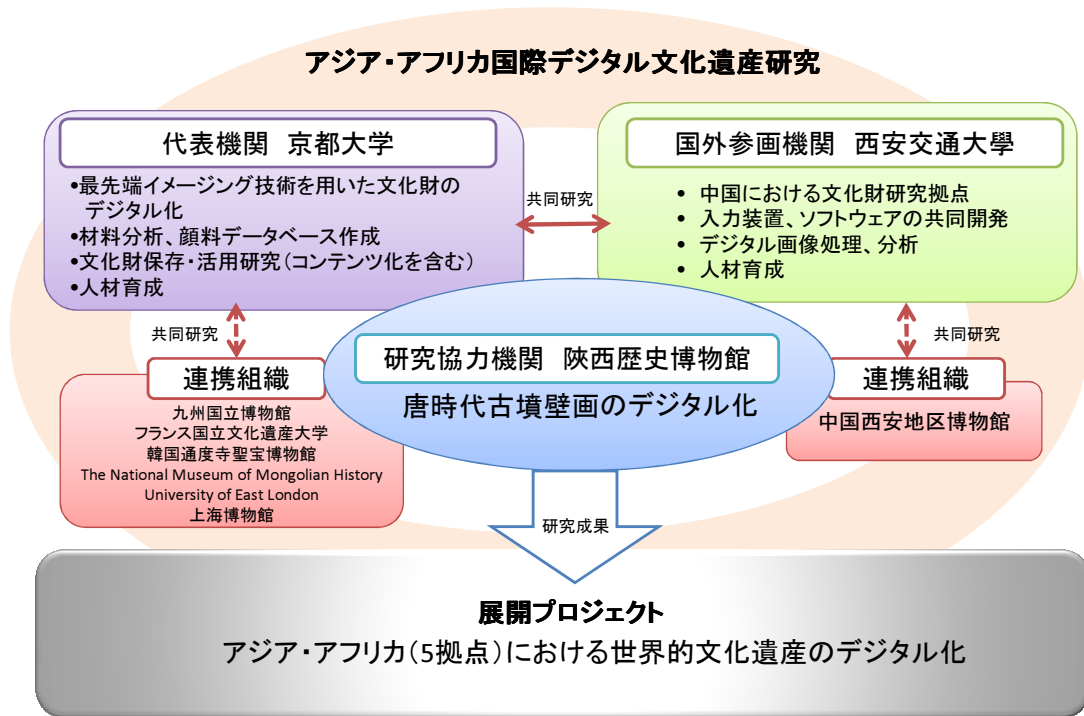 アジア・アフリカ国際デジタル文化遺産研究
代表機関　京都大学
•最先端イメージング技術を用いた文化財の
デジタル化
•材料分析、顔料データベース作成
•文化財保存・活用研究（コンテンツ化を含む）
•人材育成
共同研究
国外参画機関　西安交通大學
• 中国における文化財研究拠点
• 入力装置、ソフトウェアの共同開発
• デジタル画像処理、分析
• 人材育成
共同研究
共同研究
研究協力機関　陝西歴史博物館
唐時代古墳壁画のデジタル化
連携組織
九州国立博物館
フランス国立文化遺産大学
韓国通度寺聖宝博物館
The National Museum of Mongolian History
University of East London
上海博物館
連携組織
中国西安地区博物館
研究成果
展開プロジェクト
アジア・アフリカ（5拠点）における世界的文化遺産のデジタル化